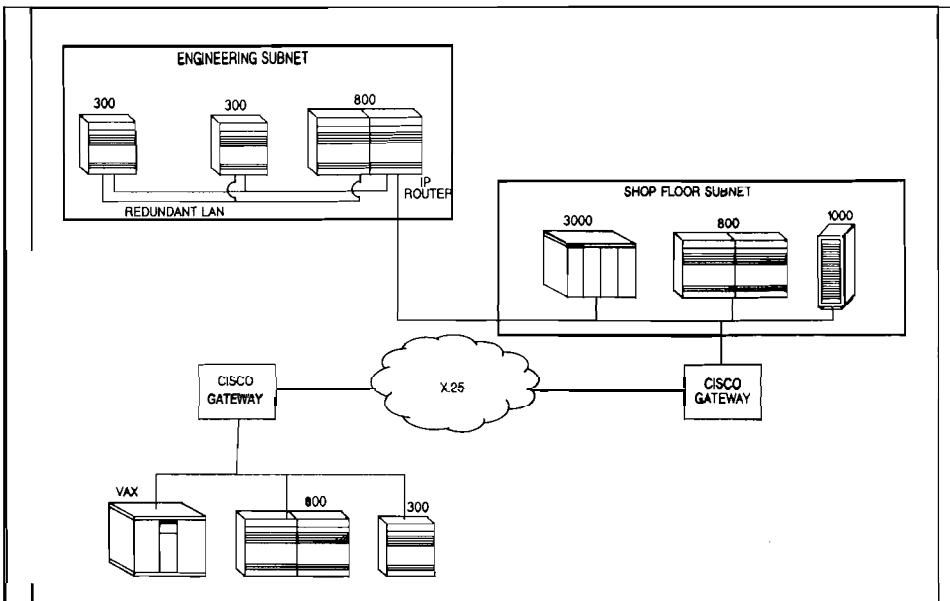 ENGINEERING SUBNET
300
300
800
IP
ROUTER
REDUNDANT LAN
SHOP FLOOR SUBNET
3000
800
1000
CISCO
GATEWAY
X.25
CISCO
GATEWAY
VAX
800
300